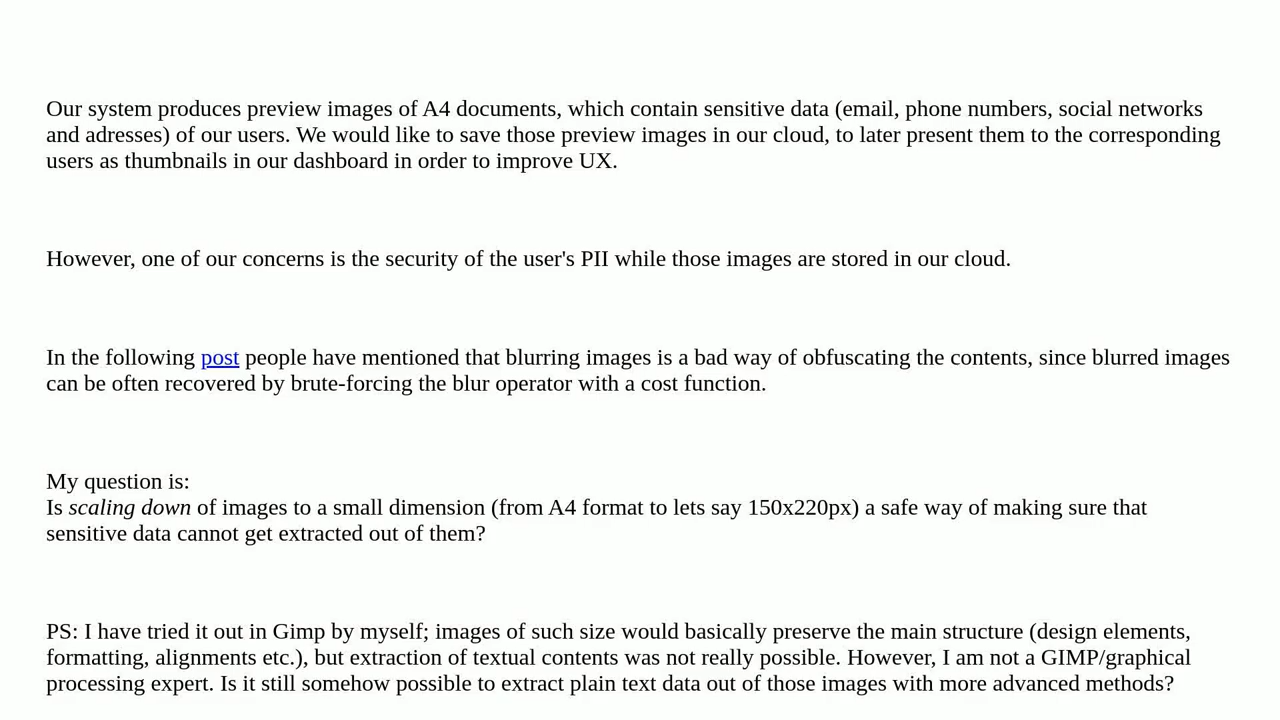 Our system produces preview images of A4 documents, which contain sensitive data (email, phone numbers, social networks
and adresses) of our users. We would like to save those preview images in our cloud, to later present them to the corresponding
users as thumbnails in our dashboard in order to improve UX.
However, one of our concerns is the security of the user's PII while those images are stored in our cloud.
In the following post people have mentioned that blurring images is a bad way of obfuscating the contents, since blurred images
can be often recovered by brute-forcing the blur operator with a cost function.
My question is:
Is scaling down of images to a small dimension (from A4 format to lets say 150x220px) a safe way of making sure that
sensitive data cannot get extracted out of them?
PS: I have tried it out in Gimp by myself; images of such size would basically preserve the main structure (design elements,
formatting, alignments etc.), but extraction of textual contents was not really possible. However, I am not a GIMP/graphical
processing expert. Is it still somehow possible to extract plain text data out of those images with more advanced methods?